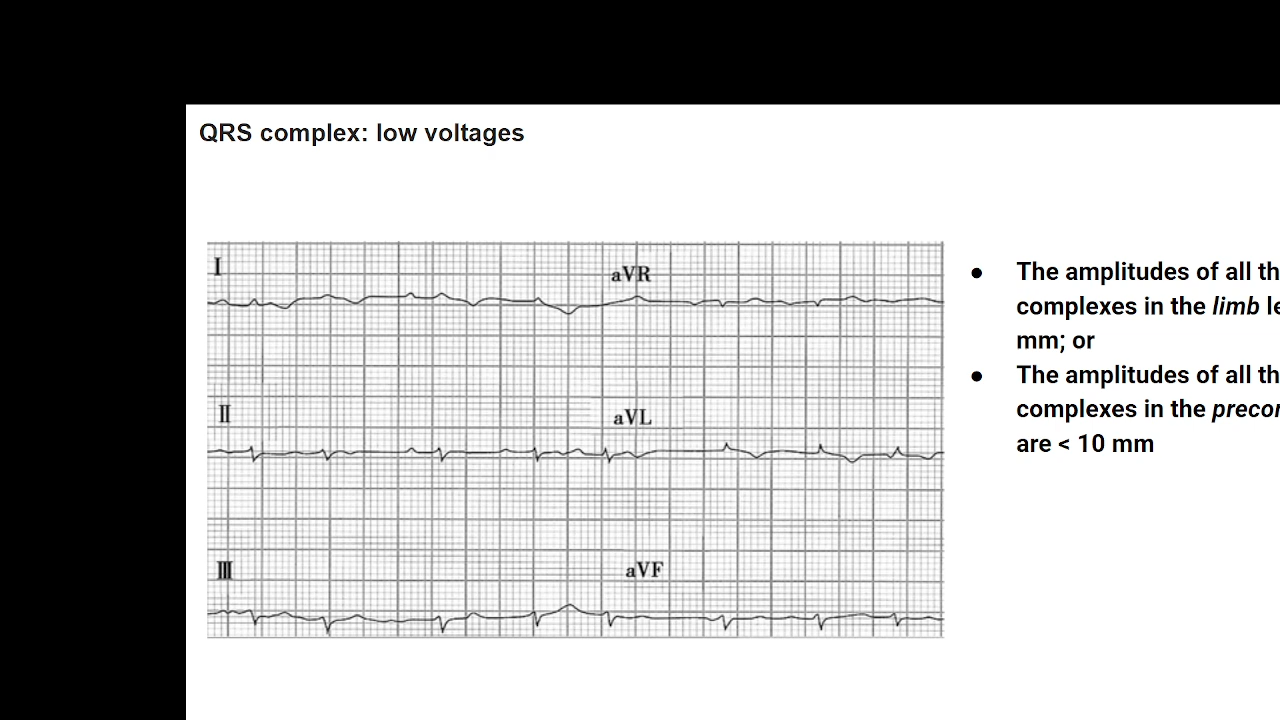 QRS complex: low voltages
I
aVR
II
aVL
III
aVF
● The amplitudes of all th
complexes in the limb le
mm; or
● The amplitudes of all th
complexes in the precor
are < 10 mm